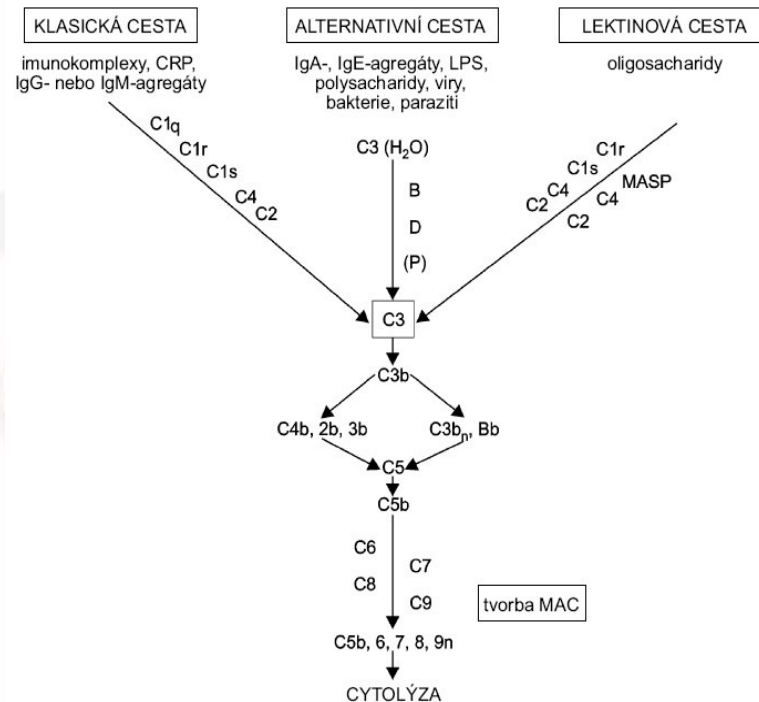 KLASICKÁ CESTA
imunokomplexy, CRP,
IgG- nebo IgM-agregáty
C1q
C1r
C1s
C4
C2
ALTERNATIVNÍ CESTA
IgA-, IgE-agregáty, LPS,
polysacharidy, viry,
bakterie, paraziti
C3 (H₂O)
B
D
(P)
LEKTINOVÁ CESTA
oligosacharidy
C1r
C1s
C4
C2
MASP
C4
C2
C3
C3b
C4b, 2b, 3b
C3bₙ, Bb
C5
C5b
C6
C7
C8
C9
tvorba MAC
C5b, 6, 7, 8, 9n
CYTOLÝZA